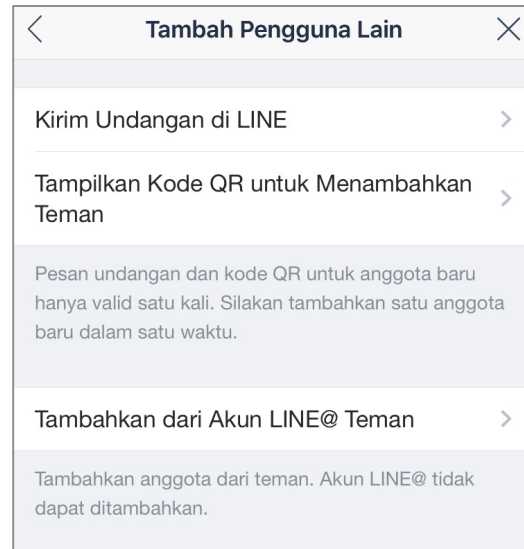 Tambah Pengguna Lain
Kirim Undangan di LINE
Tampilkan Kode QR untuk Menambahkan
Teman
Pesan undangan dan kode QR untuk anggota baru
hanya valid satu kali. Silakan tambahkan satu anggota
baru dalam satu waktu.
Tambahkan dari Akun LINE@ Teman
Tambahkan anggota dari teman. Akun LINE@ tidak
dapat ditambahkan.